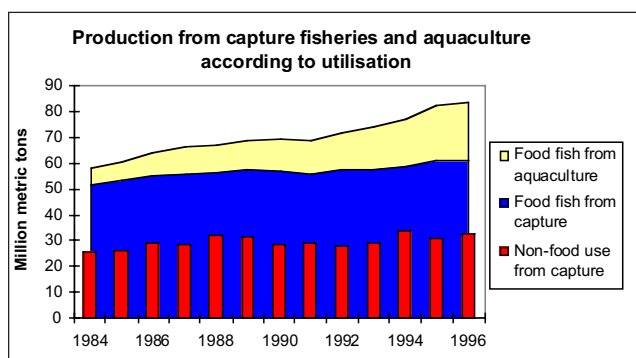 Production from capture fisheries and aquaculture
according to utilisation
Million metric tons
90
80
70
60
50
40
30
20
10
0
1984 1986 1988 1990 1992 1994 1996
Food fish from
aquaculture
Food fish from
capture
Non-food use
from capture